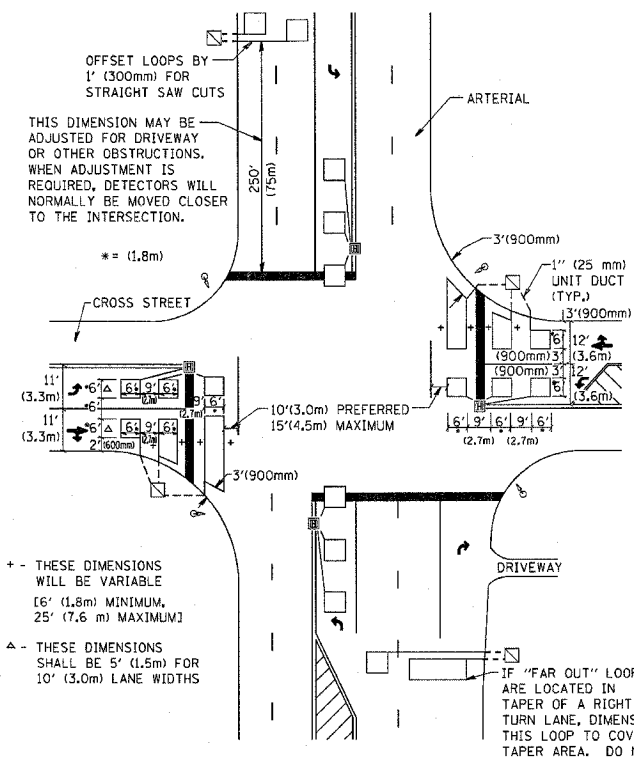 OFFSET LOOPS BY
1' (300mm) FOR
STRAIGHT SAW CUTS
THIS DIMENSION MAY BE
ADJUSTED FOR DRIVEWAY
OR OTHER OBSTRUCTIONS.
WHEN ADJUSTMENT IS
REQUIRED, DETECTORS WILL
NORMALLY BE MOVED CLOSER
TO THE INTERSECTION.
250'
(75m)
ARTERIAL
* = (1.8m)
3'(900mm)
1" (25 mm)
UNIT DUCT
(TYP.)
CROSS STREET
3'(900mm)
*6'
12'
(3.6m)
(900mm) 3'
(900mm) 3'
12'
*6'
(3.6m)
11'
(3.3m)
*6'
△
6' 9' 6'
(2.7m)
*6'
9' 6'
(2.7m)
11'
(3.3m)
*6'
△
6' 9' 6'
(2.7m)
2' (600mm)
10'(3.0m) PREFERRED
15'(4.5m) MAXIMUM
6' 9' 6' 9' 6'
(2.7m) (2.7m)
3'(900mm)
+ - THESE DIMENSIONS
WILL BE VARIABLE
[6' (1.8m) MINIMUM,
25' (7.6 m) MAXIMUM]
DRIVEWAY
△ - THESE DIMENSIONS
SHALL BE 5' (1.5m) FOR
10' (3.0m) LANE WIDTHS
IF "FAR OUT" LOOP
ARE LOCATED IN
TAPER OF A RIGHT
TURN LANE, DIMENS
THIS LOOP TO COV
TAPER AREA. DO N